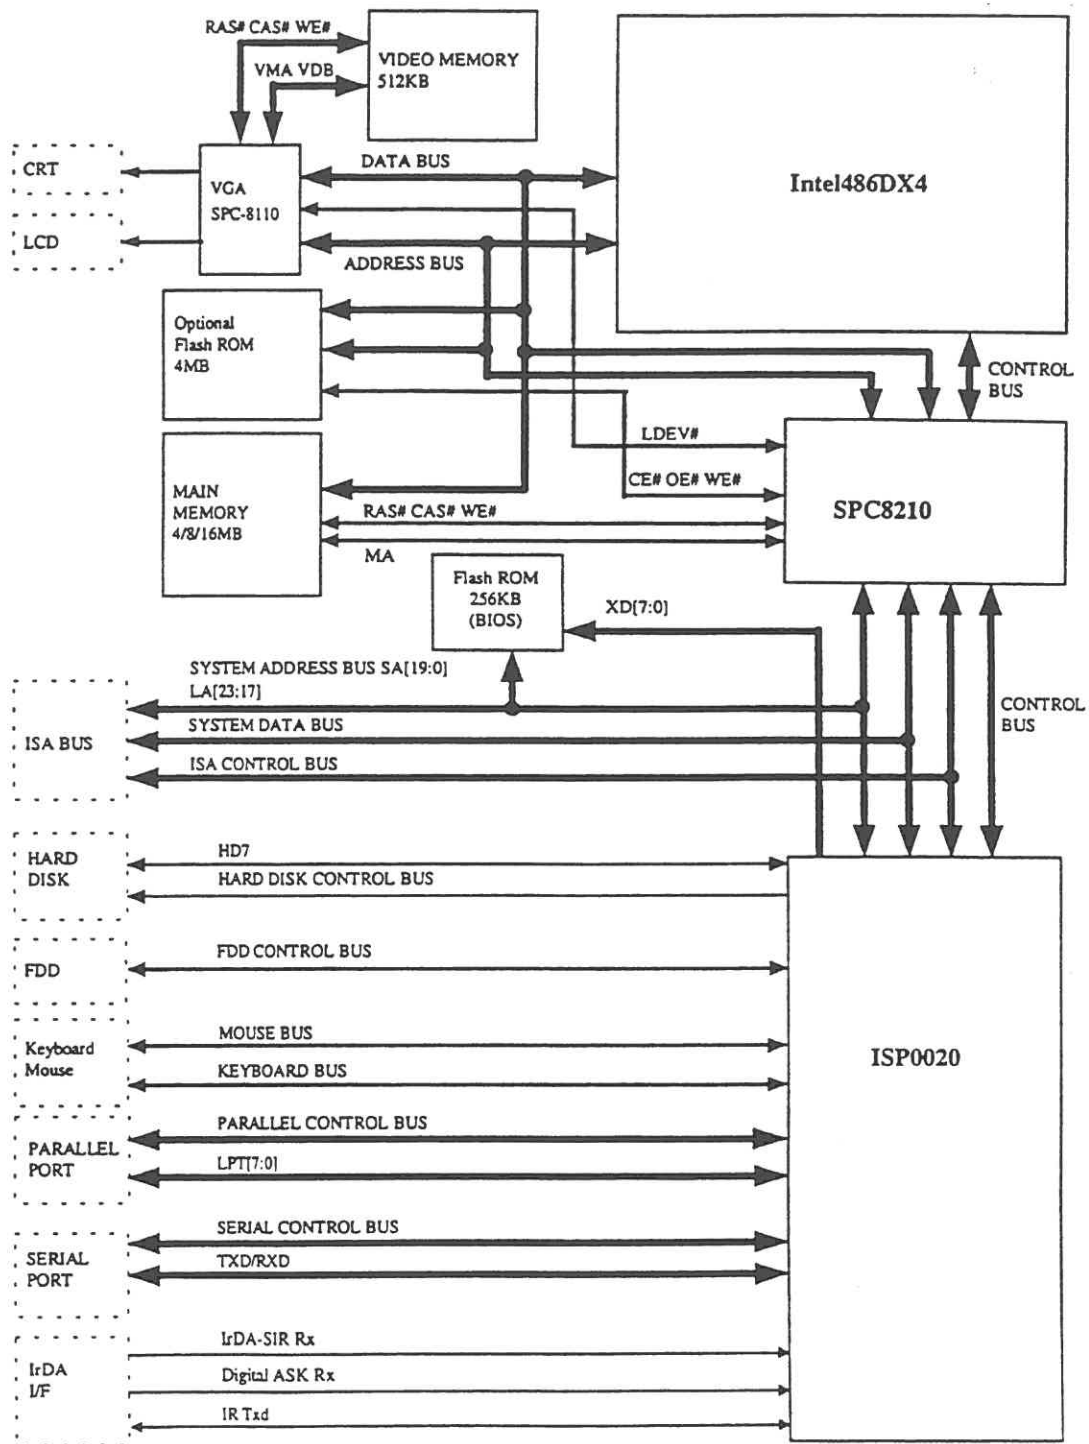 RAS# CAS# WE#
VIDEO MEMORY
512KB
VMA VDB
CRT
DATA BUS
VGA
SPC-8110
Intel486DX4
LCD
ADDRESS BUS
Optional
Flash ROM
4MB
CONTROL
BUS
LDEV#
CE# OE# WE#
MAIN
MEMORY
4/8/16MB
RAS# CAS# WE#
MA
SPC8210
Flash ROM
256KB
(BIOS)
XD[7:0]
SYSTEM ADDRESS BUS SA[19:0]
LA[23:17]
SYSTEM DATA BUS
ISA BUS
ISA CONTROL BUS
CONTROL
BUS
HARD
DISK
HD7
HARD DISK CONTROL BUS
FDD
FDD CONTROL BUS
Keyboard
Mouse
MOUSE BUS
KEYBOARD BUS
ISP0020
PARALLEL
PORT
PARALLEL CONTROL BUS
LPT[7:0]
SERIAL
PORT
SERIAL CONTROL BUS
TXD/RXD
IrDA
I/F
IrDA-SIR Rx
Digital ASK Rx
IR Txd